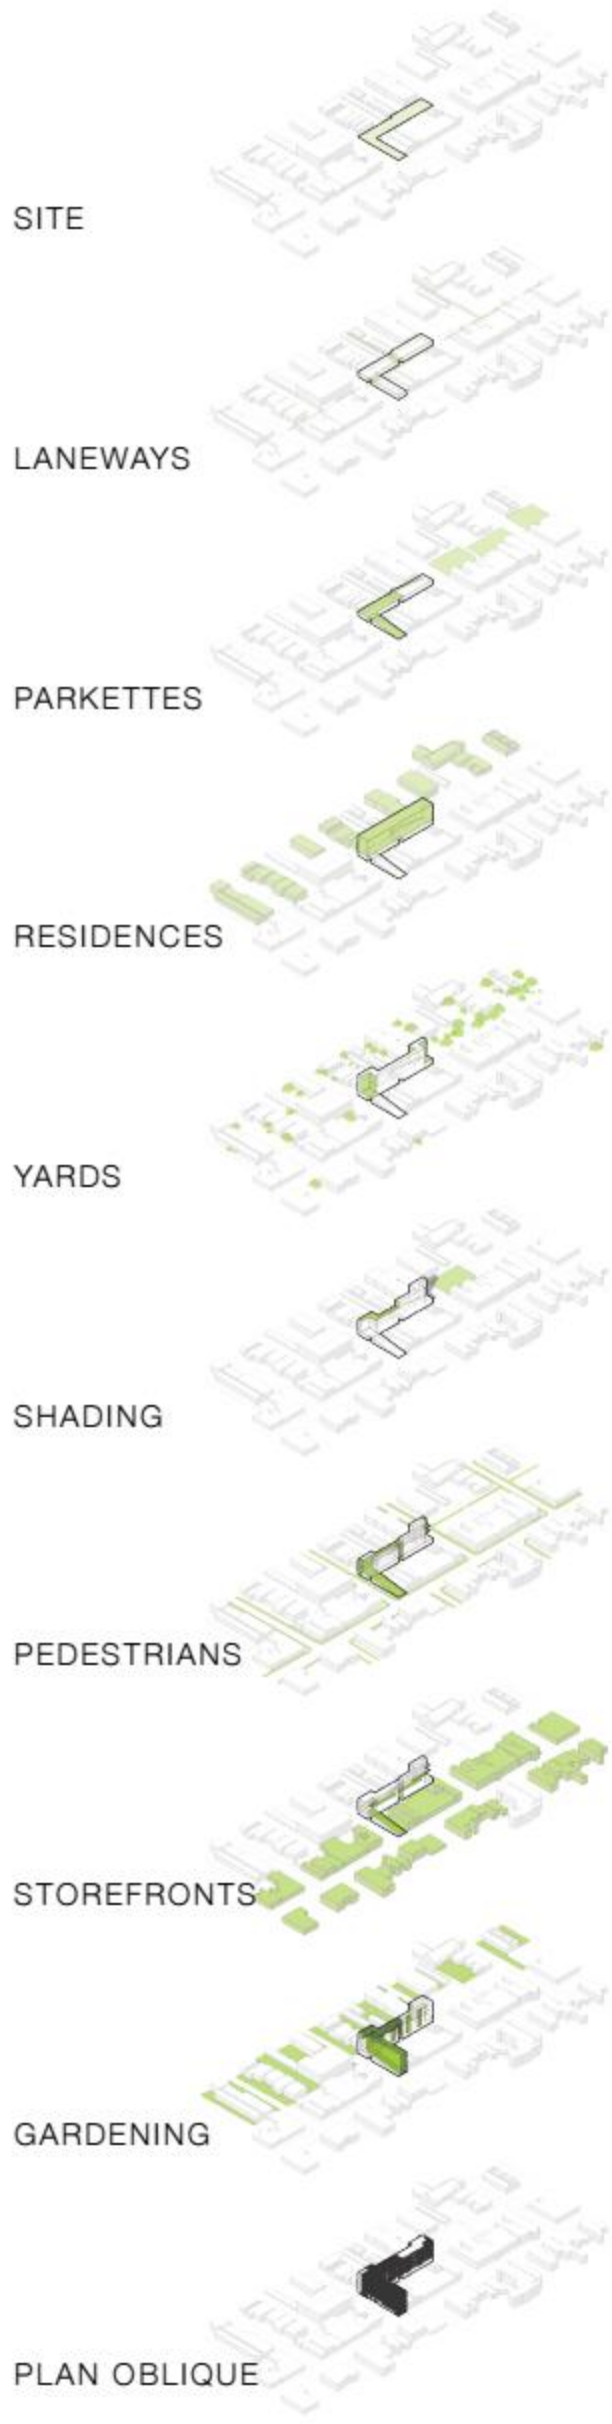 SITE
LANEWAYS
PARKETTES
RESIDENCES
YARDS
SHADING
PEDESTRIANS
STOREFRONTS
GARDENING
PLAN OBLIQUE